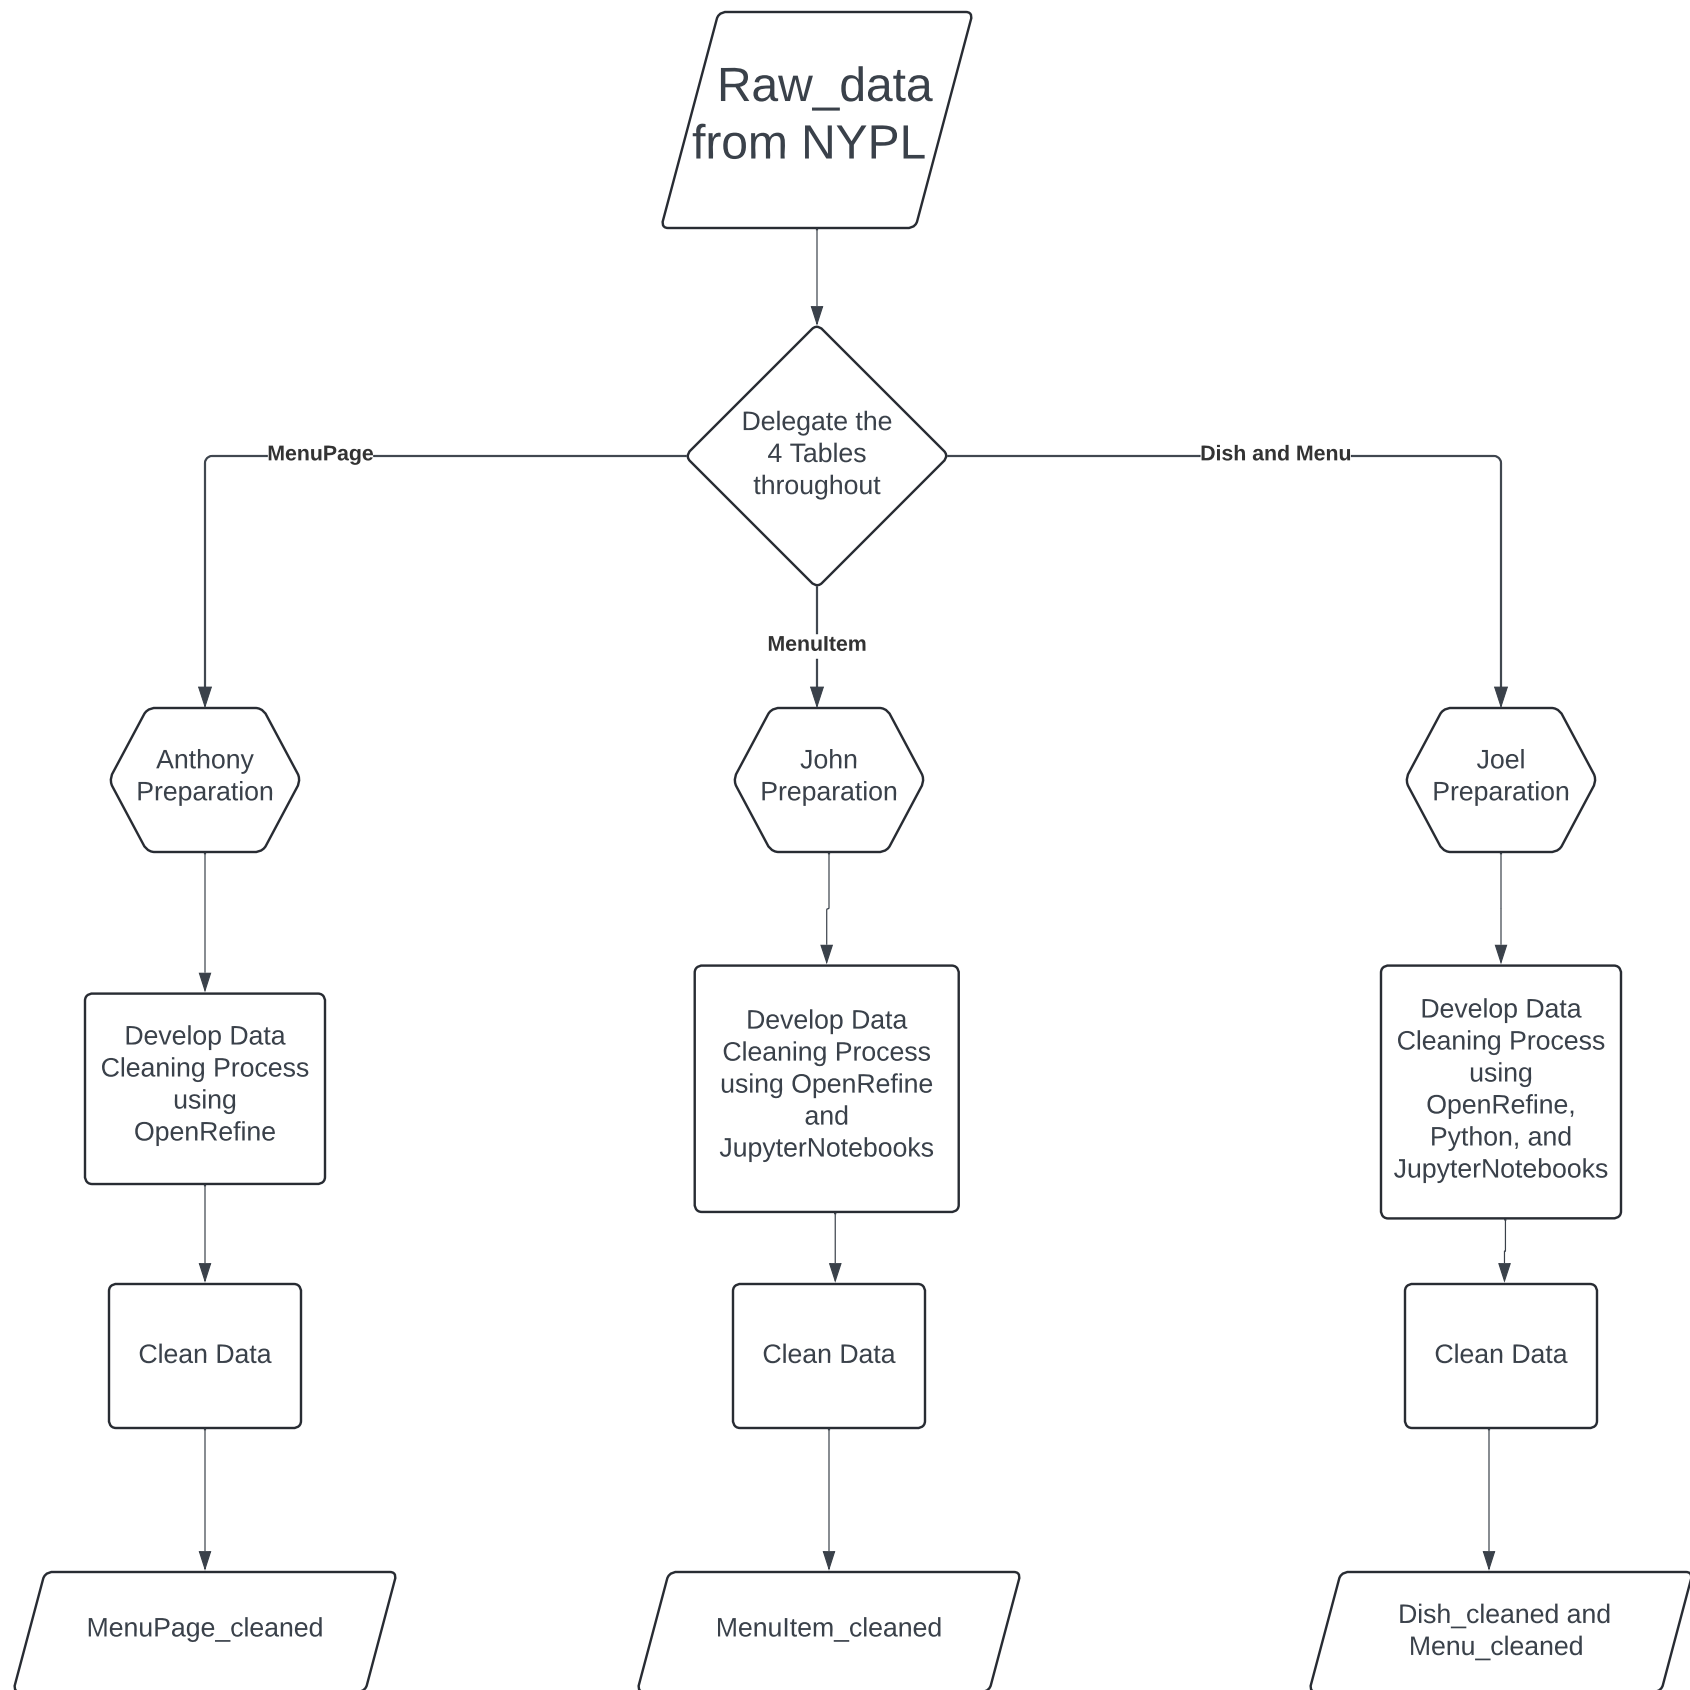 Raw_data
from NYPL
Delegate the
4 Tables
throughout
MenuPage
Dish and Menu
MenuItem
Anthony
Preparation
John
Preparation
Joel
Preparation
Develop Data
Cleaning Process
using
OpenRefine
Develop Data
Cleaning Process
using OpenRefine
and
JupyterNotebooks
Develop Data
Cleaning Process
using
OpenRefine,
Python, and
JupyterNotebooks
Clean Data
Clean Data
Clean Data
MenuPage_cleaned
MenuItem_cleaned
Dish_cleaned and
Menu_cleaned